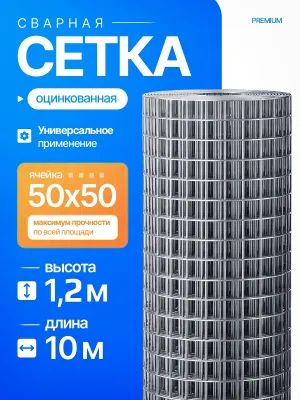 СВАРНАЯ
PREMIUM
СЕТКА
оцинкованная
Универсальное
применение
ячейка
50x50
максимум прочности
по всей площади
высота
1,2 м
длина
10 м